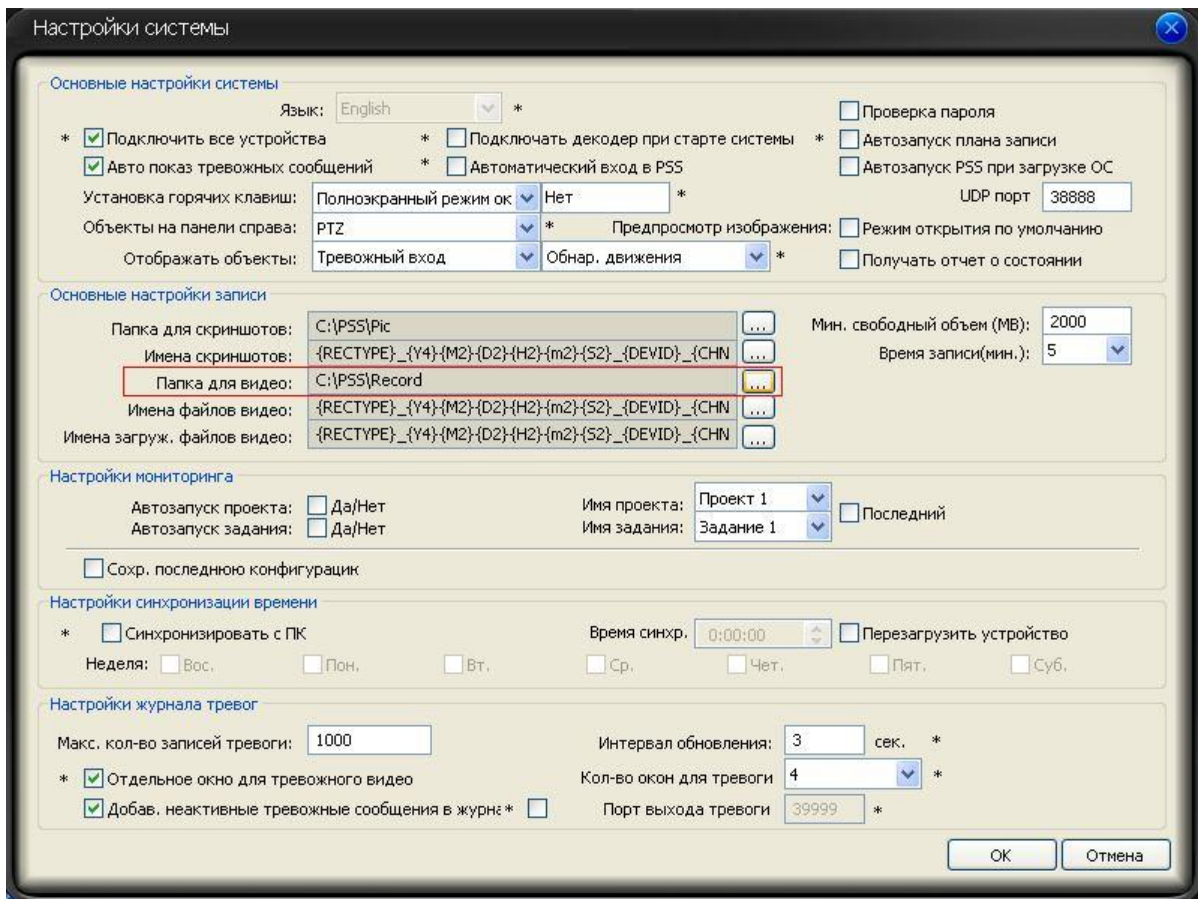 Настройки системы
Основные настройки системы
Язык: English *
Проверка пароля
* Подключить все устройства * Подключать декодер при старте системы * Автозапуск плана записи
Авто показ тревожных сообщений * Автоматический вход в PSS Автозапуск PSS при загрузке ОС
Установка горячих клавиш: Полноэкранный режим ок Нет * UDP порт 38888
Объекты на панели справа: PTZ * Предпросмотр изображения: Режим открытия по умолчанию
Отображать объекты: Тревожный вход Обнар. движения * Получать отчет о состоянии
Основные настройки записи
Папка для скриншотов: C:\PSS\Pic ... Мин. свободный объем (MB): 2000
Имена скриншотов: {RECTYPE}_{Y4}{M2}{D2}{H2}{m2}{S2}_{DEVID}_{CHN ... Время записи(мин.): 5
Папка для видео: C:\PSS\Record ...
Имена файлов видео: {RECTYPE}_{Y4}{M2}{D2}{H2}{m2}{S2}_{DEVID}_{CHN ...
Имена загруж. файлов видео: {RECTYPE}_{Y4}{M2}{D2}{H2}{m2}{S2}_{DEVID}_{CHN ...
Настройки мониторинга
Автозапуск проекта: Да/Нет Имя проекта: Проект 1 Последний
Автозапуск задания: Да/Нет Имя задания: Задание 1
Сохр. последнюю конфигурацик
Настройки синхронизации времени
* Синхронизировать с ПК Время синхр. 0:00:00 Перезагрузить устройство
Неделя: Вос. Пон. Вт. Ср. Чет. Пят. Суб.
Настройки журнала тревог
Макс. кол-во записей тревоги: 1000 Интервал обновления: 3 сек. *
* Отдельное окно для тревожного видео Кол-во окон для тревоги 4 *
Добав. неактивные тревожные сообщения в журна * Порт выхода тревоги 39999 *
OK Отмена